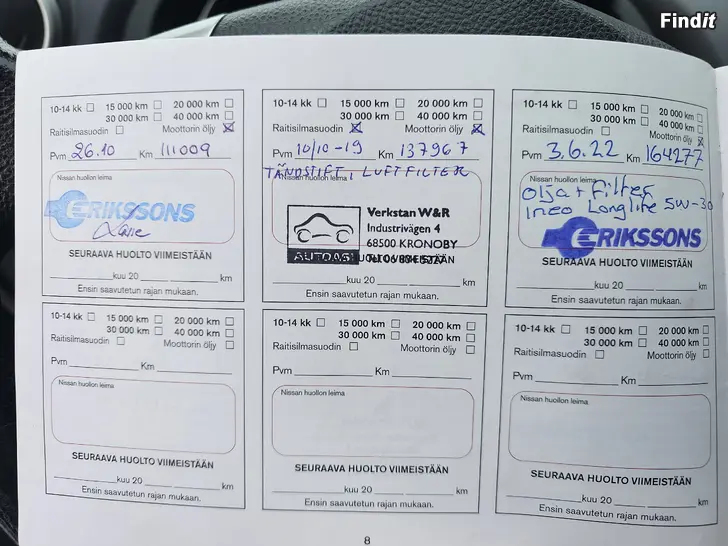 Findit
10-14 kk 15 000 km 20 000 km
30 000 km 40 000 km
Raitisilmasuodin Moottorin öljy
Pvm 26.10 Km 111009
Nissan huollon leima
ERIKSSONS
SEURAAVA HUOLTO VIIMEISTÄÄN
kuu 20 km
Ensin saavutetun rajan mukaan.
10-14 kk 15 000 km 20 000 km
30 000 km 40 000 km
Raitisilmasuodin Moottorin öljy
Pvm 10/10-19 Km 137967
TÄNDSTIFT, LUFTFILTER
Nissan huollon leima
Verkstan W&R
Industrivägen 4
68500 KRONOBY
AUTOASI
kuu 20 km
Ensin saavutetun rajan mukaan.
10-14 kk 15 000 km 20 000 km
30 000 km 40 000 km
Raitisilmasuodin Moottorin öljy
Pvm 3.6.22 Km 164277
Nissan huollon leima
Olja + Filter
Ineo Longlife 5W-30
ERIKSSONS
SEURAAVA HUOLTO VIIMEISTÄÄN
kuu 20 km
Ensin saavutetun rajan mukaan.
10-14 kk 15 000 km 20 000 km
30 000 km 40 000 km
Raitisilmasuodin Moottorin öljy
Pvm Km
Nissan huollon leima
SEURAAVA HUOLTO VIIMEISTÄÄN
kuu 20 km
Ensin saavutetun rajan mukaan.
10-14 kk 15 000 km 20 000 km
30 000 km 40 000 km
Raitisilmasuodin Moottorin öljy
Pvm Km
Nissan huollon leima
SEURAAVA HUOLTO VIIMEISTÄÄN
kuu 20 km
Ensin saavutetun rajan mukaan.
10-14 kk 15 000 km 20 000 km
30 000 km 40 000 km
Raitisilmasuodin Moottorin öljy
Pvm Km
Nissan huollon leima
SEURAAVA HUOLTO VIIMEISTÄÄN
kuu 20 km
Ensin saavutetun rajan mukaan.
8